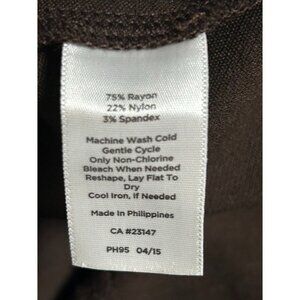 75% Rayon
22% Nylon
3% Spandex
Machine Wash Cold
Gentle Cycle
Only Non-Chlorine
Bleach When Needed
Reshape, Lay Flat To
Dry
Cool Iron, if Needed
Made In Philippines
CA #23147
PH95 04/15